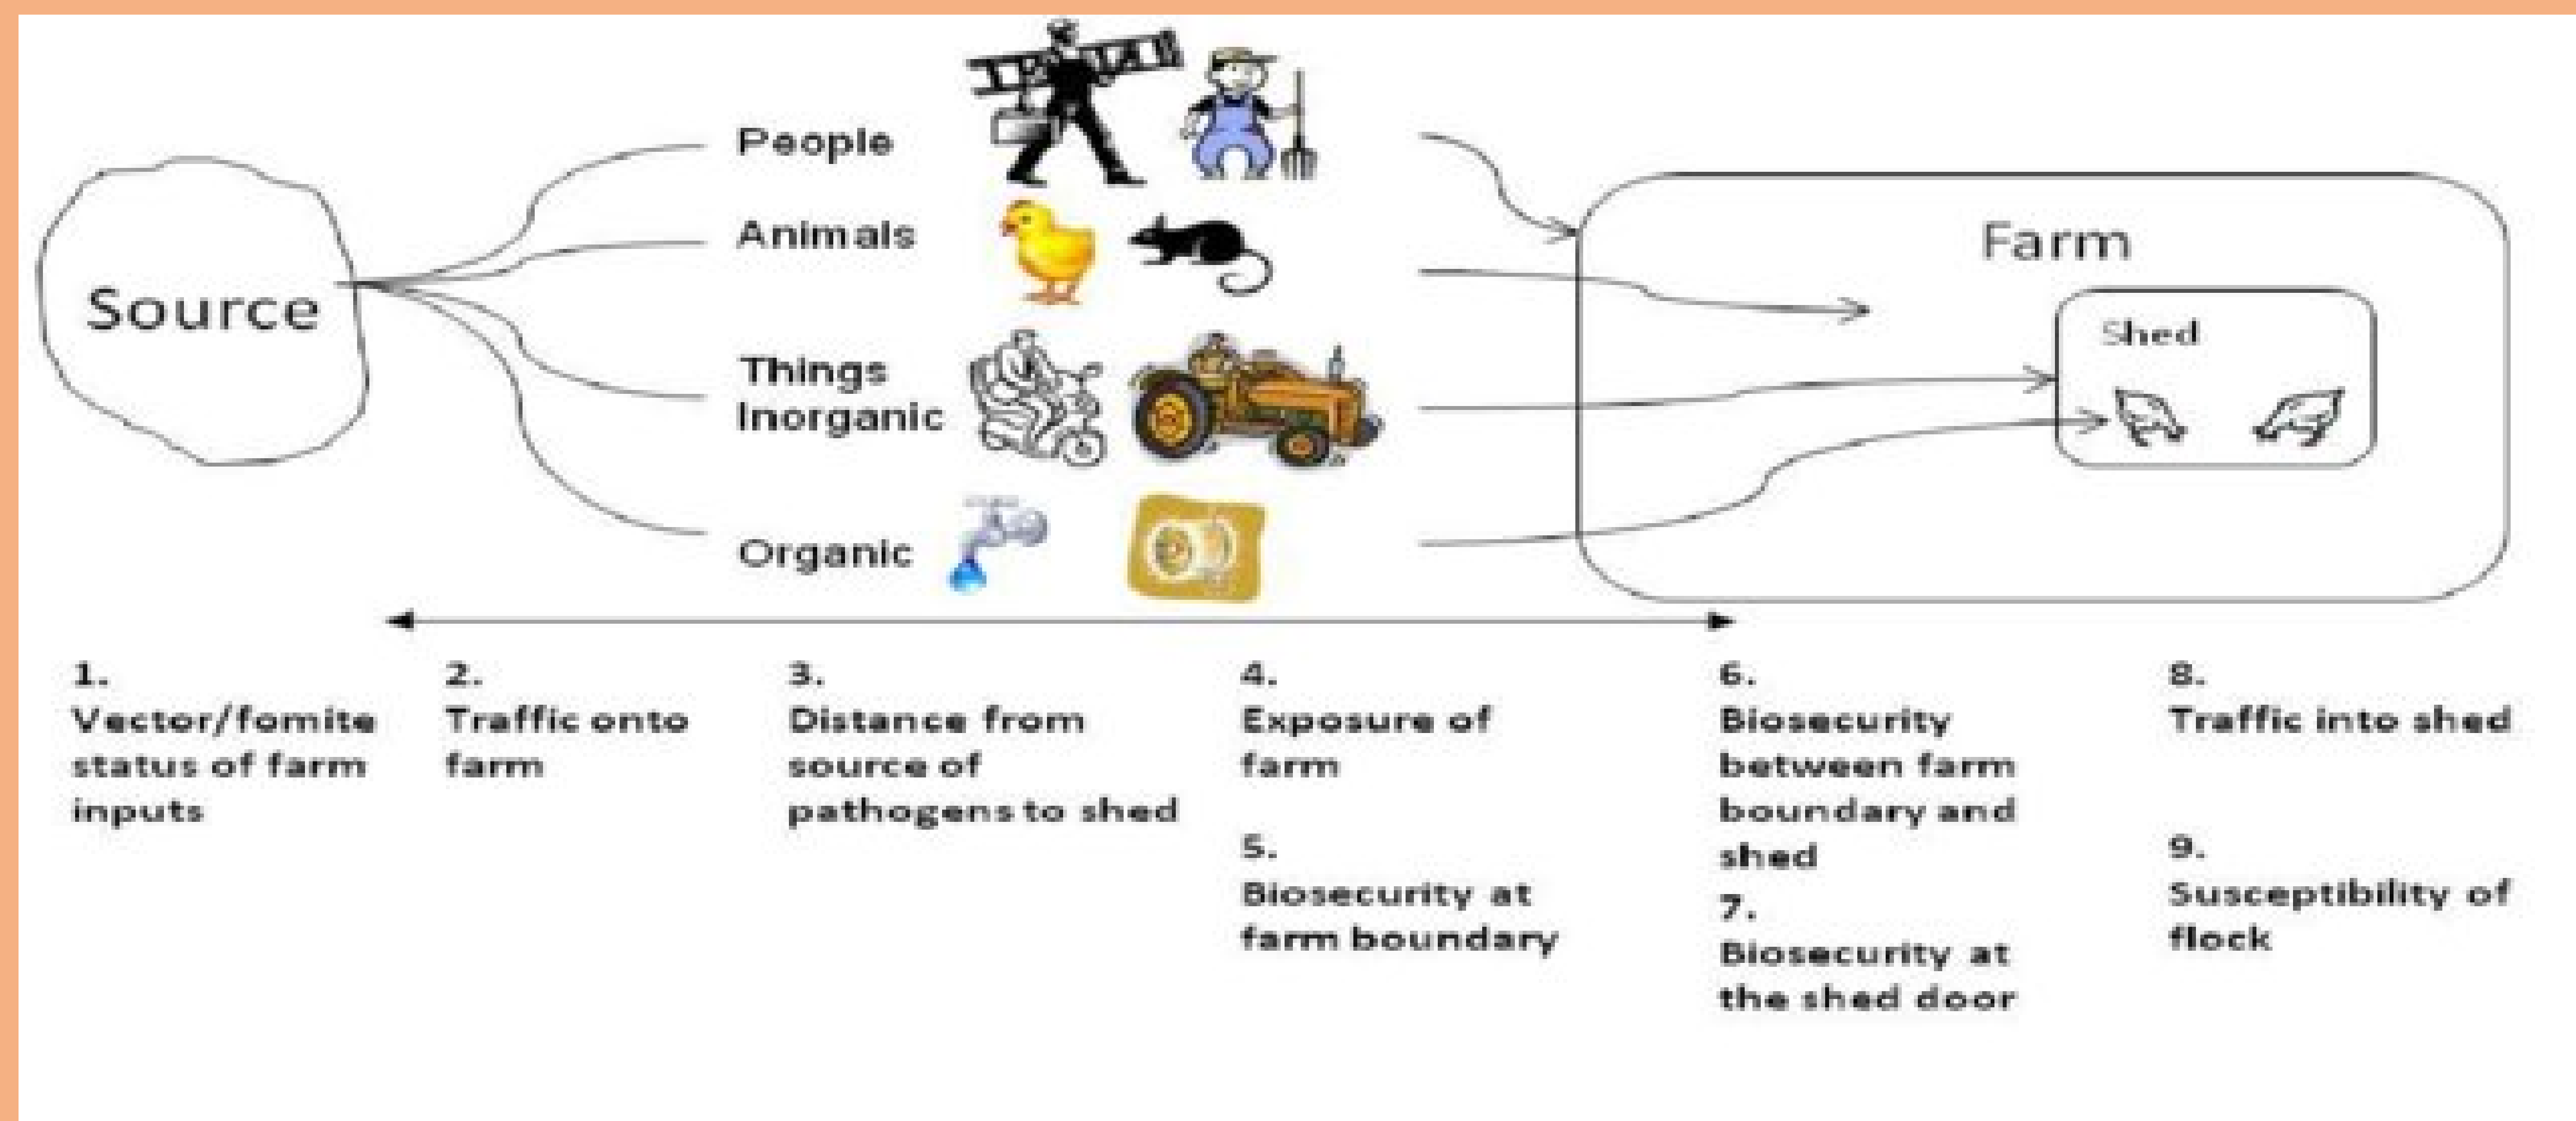 People
Animals
Source
Things
Inorganic
Organic
Farm
Shed
1.
Vector/fomite
status of farm
inputs
2.
Traffic onto
farm
3.
Distance from
source of
pathogens to shed
4.
Exposure of
farm
5.
Biosecurity at
farm boundary
6.
Biosecurity
between farm
boundary and
shed
7.
Biosecurity at
the shed door
8.
Traffic into shed
9.
Susceptibility of
flock